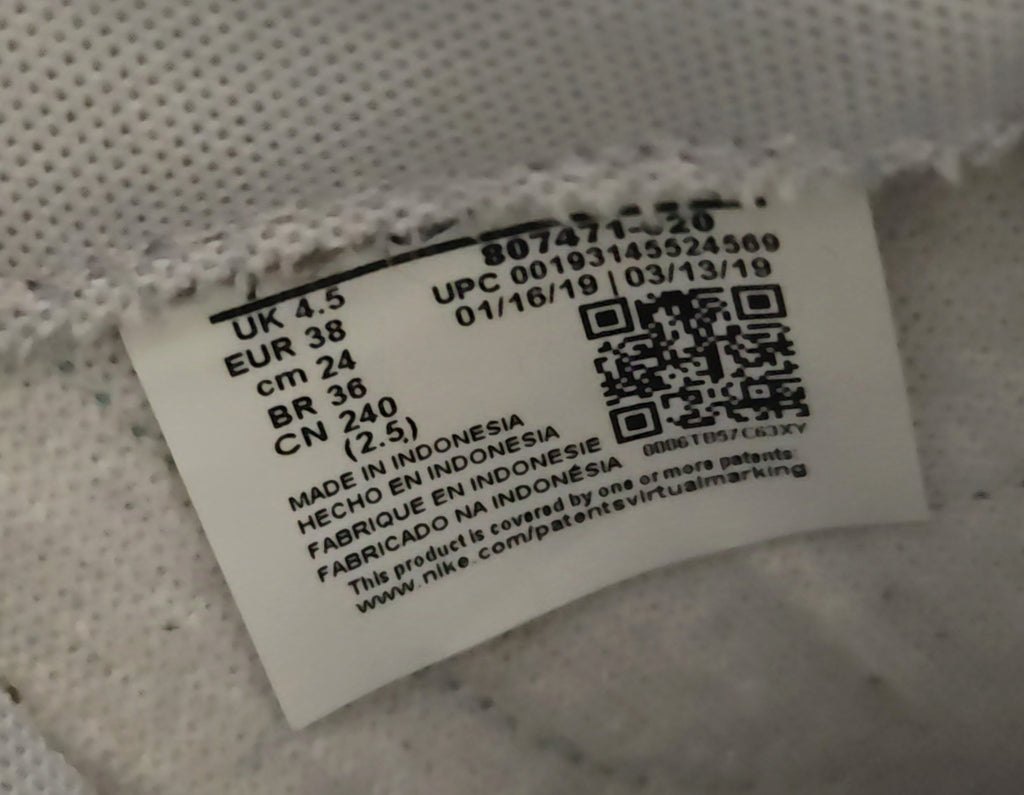 UPC 00193145524569
01/16/19 | 03/13/19
UK 4.5
EUR 38
cm 24
BR 36
CN 240
(2.5)
MADE IN INDONESIA
HECHO EN INDONESIA
FABRIQUE EN INDONESIE
FABRICADO NA INDONÉSIA
This product is covered by one or more patents
www.nike.com/patentsvirtualmarking